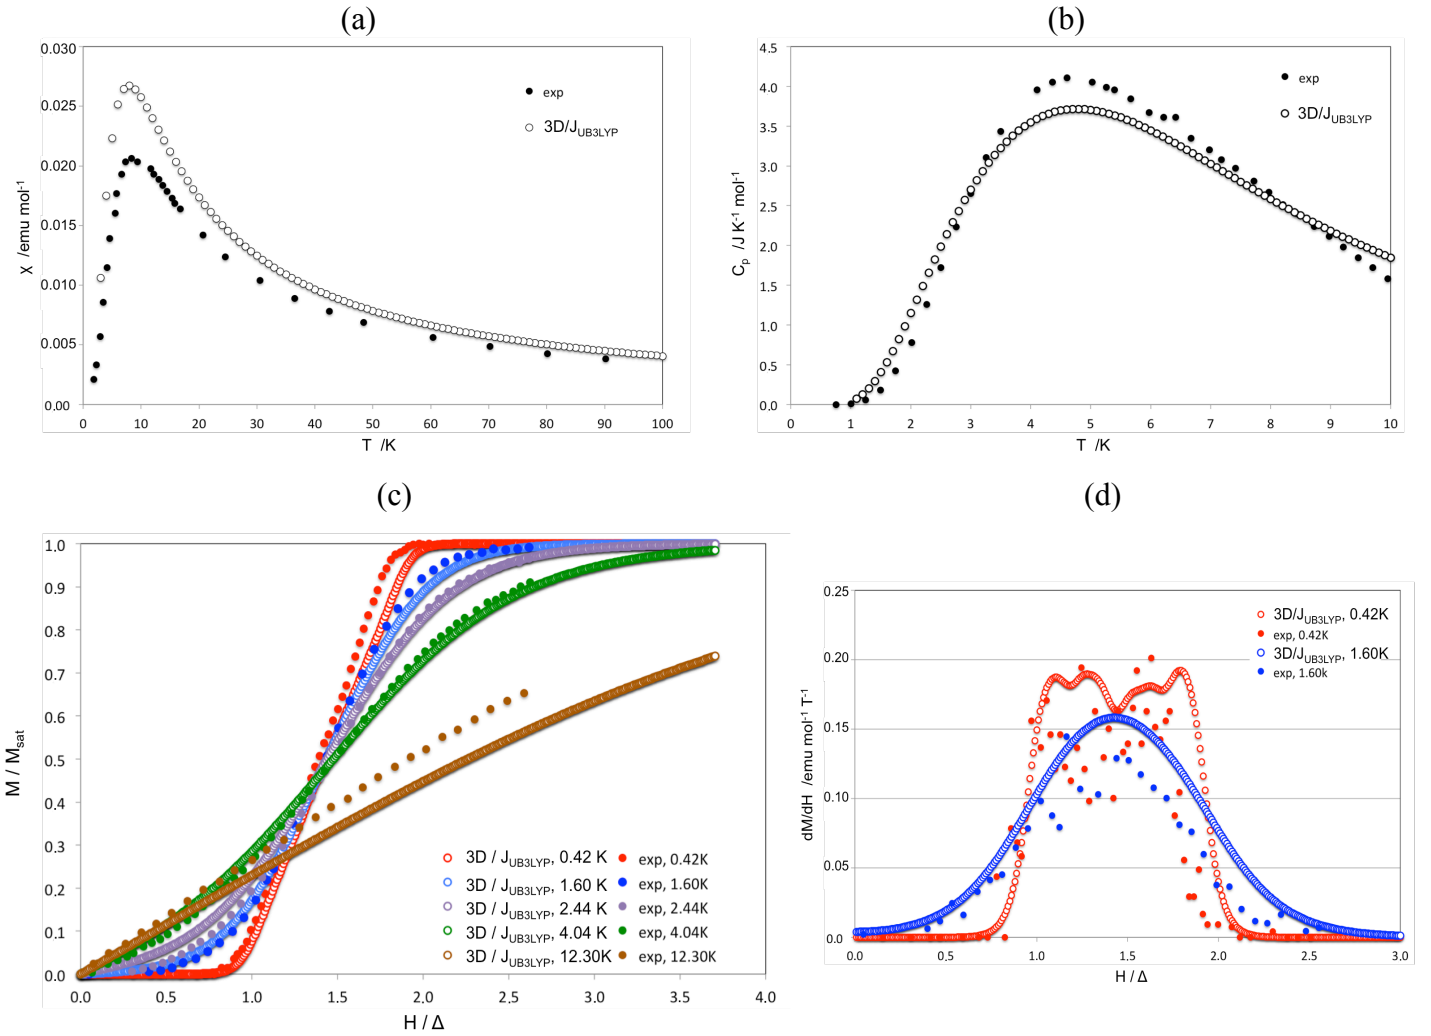 (a)
0.030
0.025
0.020
0.015
0.010
0.005
0.00
χ /emu mol⁻¹
exp
3D/J_UB3LYP
0 10 20 30 40 50 60 70 80 90 100
T /K
(b)
4.5
4.0
3.5
3.0
2.5
2.0
1.5
1.0
0.5
0.0
C_p /J K⁻¹ mol⁻¹
exp
3D/J_UB3LYP
0 1 2 3 4 5 6 7 8 9 10
T /K
(c)
1.0
0.9
0.8
0.7
0.6
0.5
0.4
0.3
0.2
0.1
0.0
M / M_sat
3D / J_UB3LYP, 0.42 K exp, 0.42K
3D / J_UB3LYP, 1.60 K exp, 1.60K
3D / J_UB3LYP, 2.44 K exp, 2.44K
3D / J_UB3LYP, 4.04 K exp, 4.04K
3D / J_UB3LYP, 12.30K exp, 12.30K
0.0 0.5 1.0 1.5 2.0 2.5 3.0 3.5 4.0
H / Δ
(d)
0.25
0.20
0.15
0.10
0.05
0.0
dM/dH /emu mol⁻¹ T⁻¹
3D/J_UB3LYP, 0.42K
exp, 0.42K
3D/J_UB3LYP, 1.60K
exp, 1.60k
0.0 0.5 1.0 1.5 2.0 2.5 3.0
H / Δ